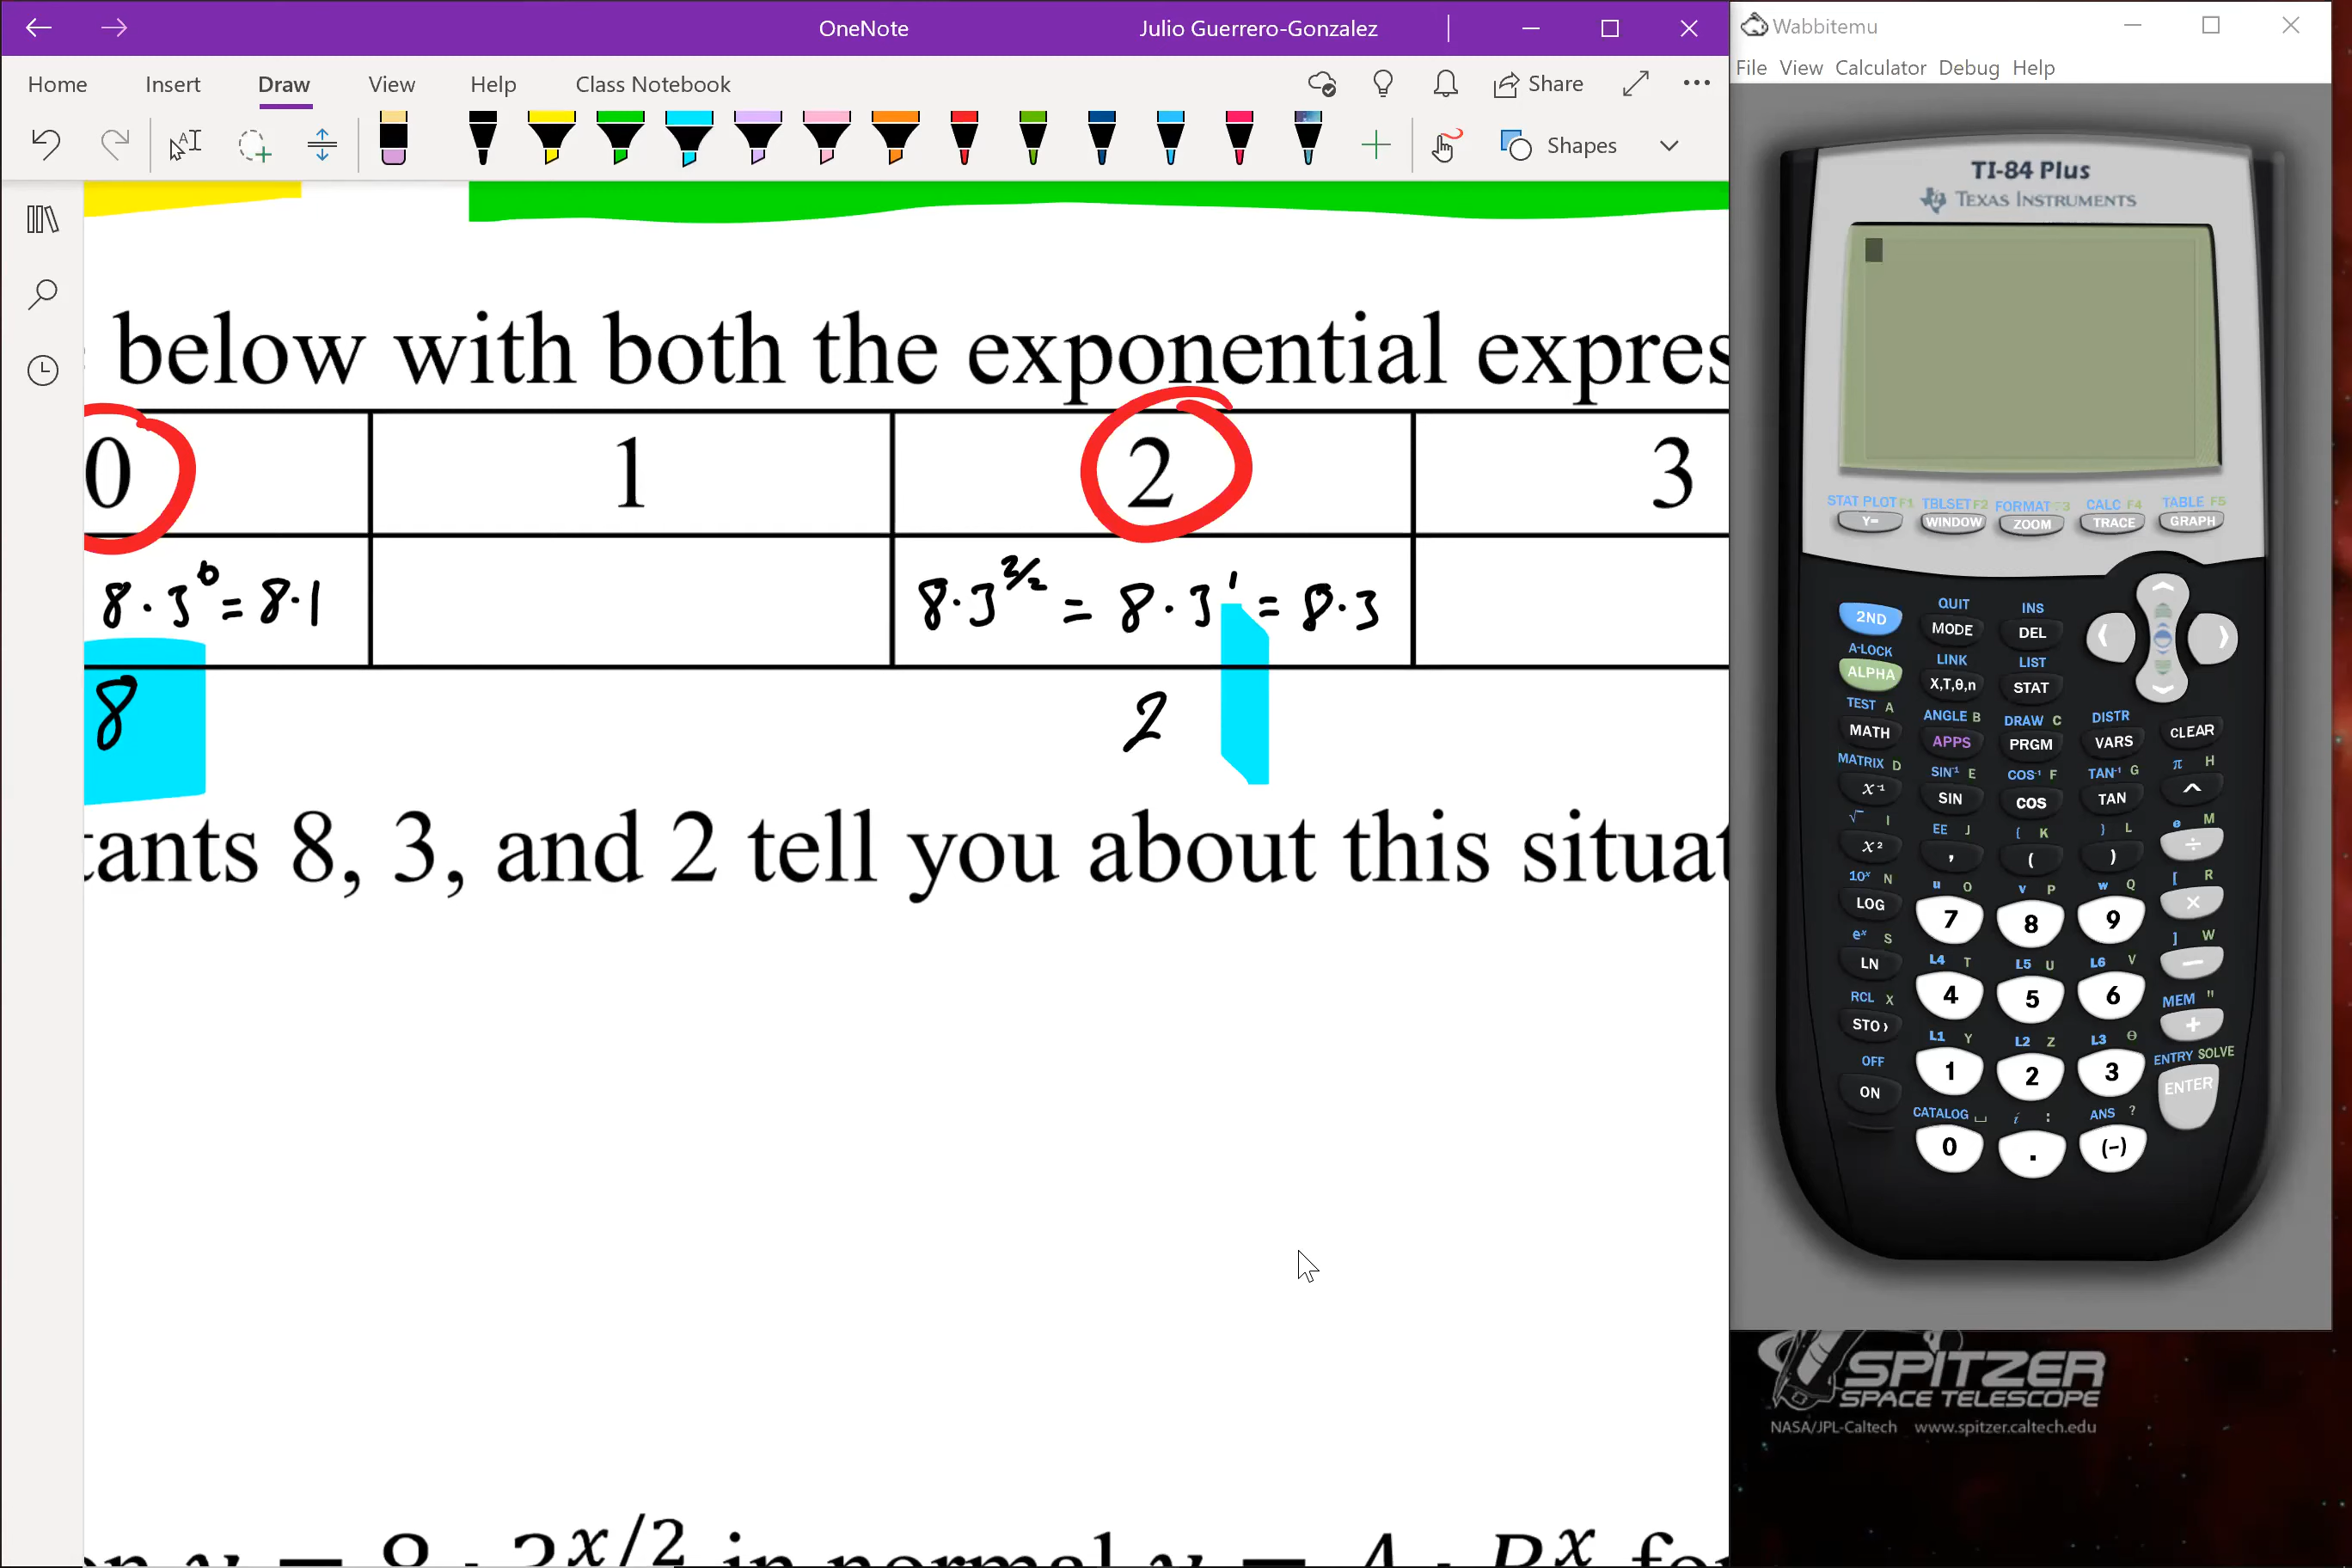 OneNote
Julio Guerrero-Gonzalez
Home Insert Draw View Help Class Notebook Share
Shapes
below with both the exponential expres
0 1 2 3
8·3⁰ = 8·1
8·3^2/2 = 8·3¹ = 8·3
8
2
tants 8, 3, and 2 tell you about this situat
y = 8 · 3^x/2 in normal y = A · B^x fo
Wabbitemu
File View Calculator Debug Help
TI-84 Plus
TEXAS INSTRUMENTS
STAT PLOT F1 TBLSET F2 FORMAT F3 CALC F4 TABLE F5
Y= WINDOW ZOOM TRACE GRAPH
QUIT INS
2ND MODE DEL
A-LOCK LINK LIST
ALPHA X,T,θ,n STAT
TEST A ANGLE B DRAW C DISTR
MATH APPS PRGM VARS CLEAR
MATRIX D SIN⁻¹ E COS⁻¹ F TAN⁻¹ G π H
x⁻¹ SIN COS TAN ^
√ I EE J { K } L e M
x² , ( ) ÷
10ˣ N u O v P w Q [ R
LOG 7 8 9 ×
eˣ S L4 T L5 U L6 V ] W
LN 4 5 6 −
RCL X L1 Y L2 Z L3 θ MEM "
STO› 1 2 3 +
OFF CATALOG ␣ i : ANS ? ENTRY SOLVE
ON 0 . (-) ENTER
SPITZER
SPACE TELESCOPE
NASA/JPL-Caltech www.spitzer.caltech.edu